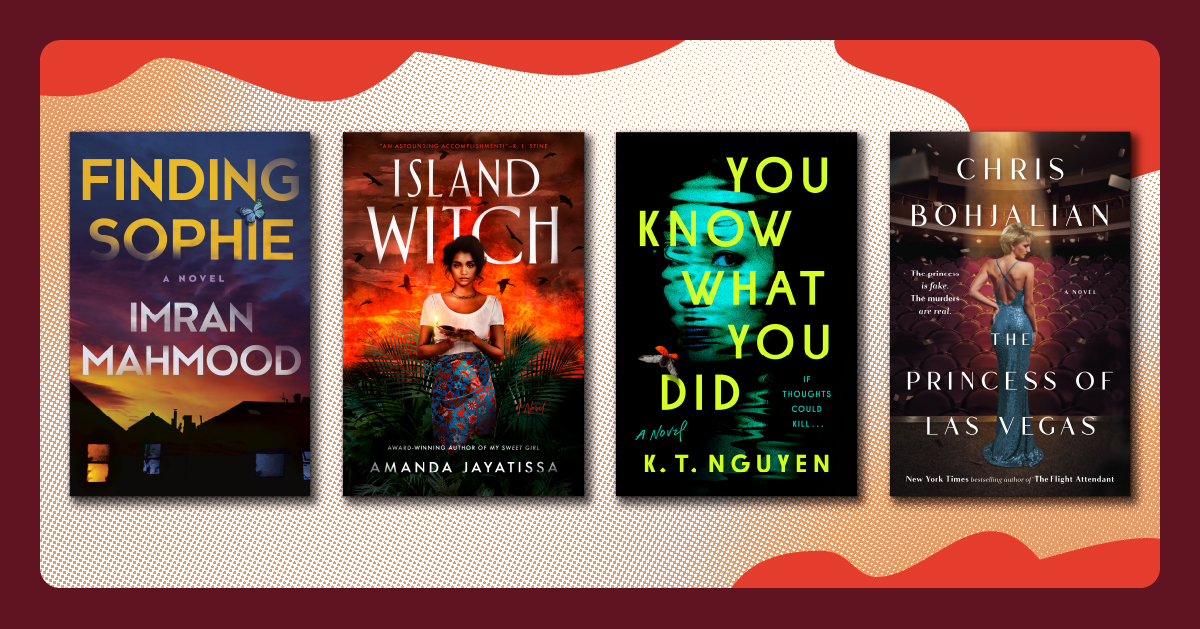 FINDING
SOPHIE
A NOVEL
IMRAN
MAHMOOD
"AN ASTOUNDING ACCOMPLISHMENT!"—R. L. STINE
ISLAND
WITCH
A Novel
AWARD-WINNING AUTHOR OF MY SWEET GIRL
AMANDA JAYATISSA
YOU
KNOW
WHAT
YOU
DID
IF
THOUGHTS
COULD
KILL...
A Novel
K. T. NGUYEN
CHRIS
BOHJALIAN
The princess
is fake.
The murders
are real.
A NOVEL
THE
PRINCESS OF
LAS VEGAS
New York Times bestselling author of The Flight Attendant